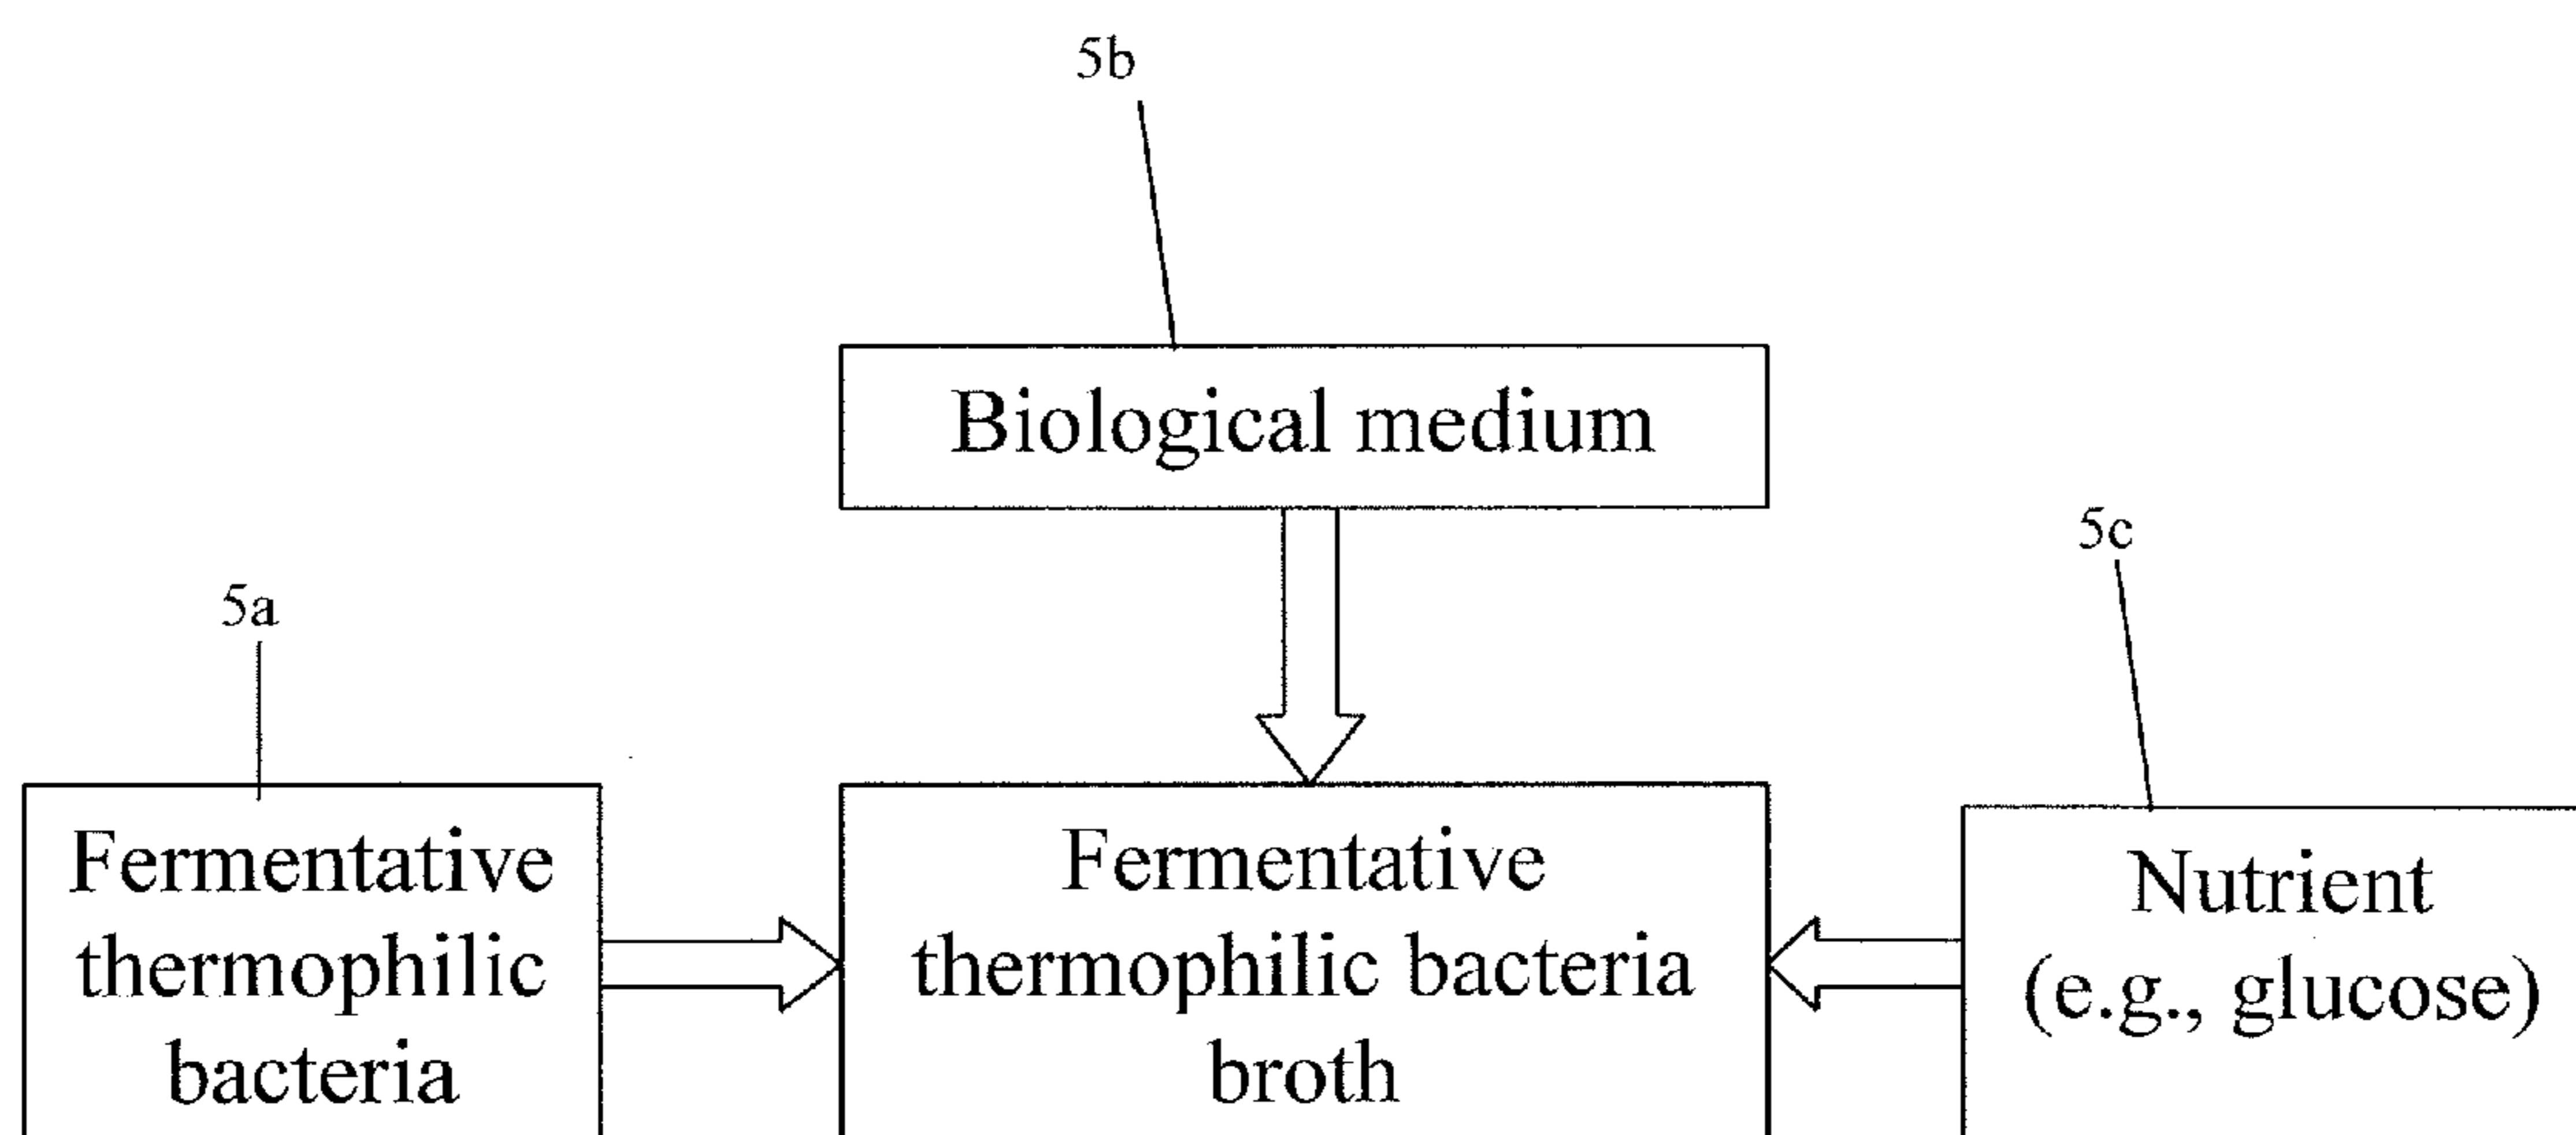 5b
Biological medium
5c
5a
Fermentative
thermophilic
bacteria
Fermentative
thermophilic bacteria
broth
Nutrient
(e.g., glucose)